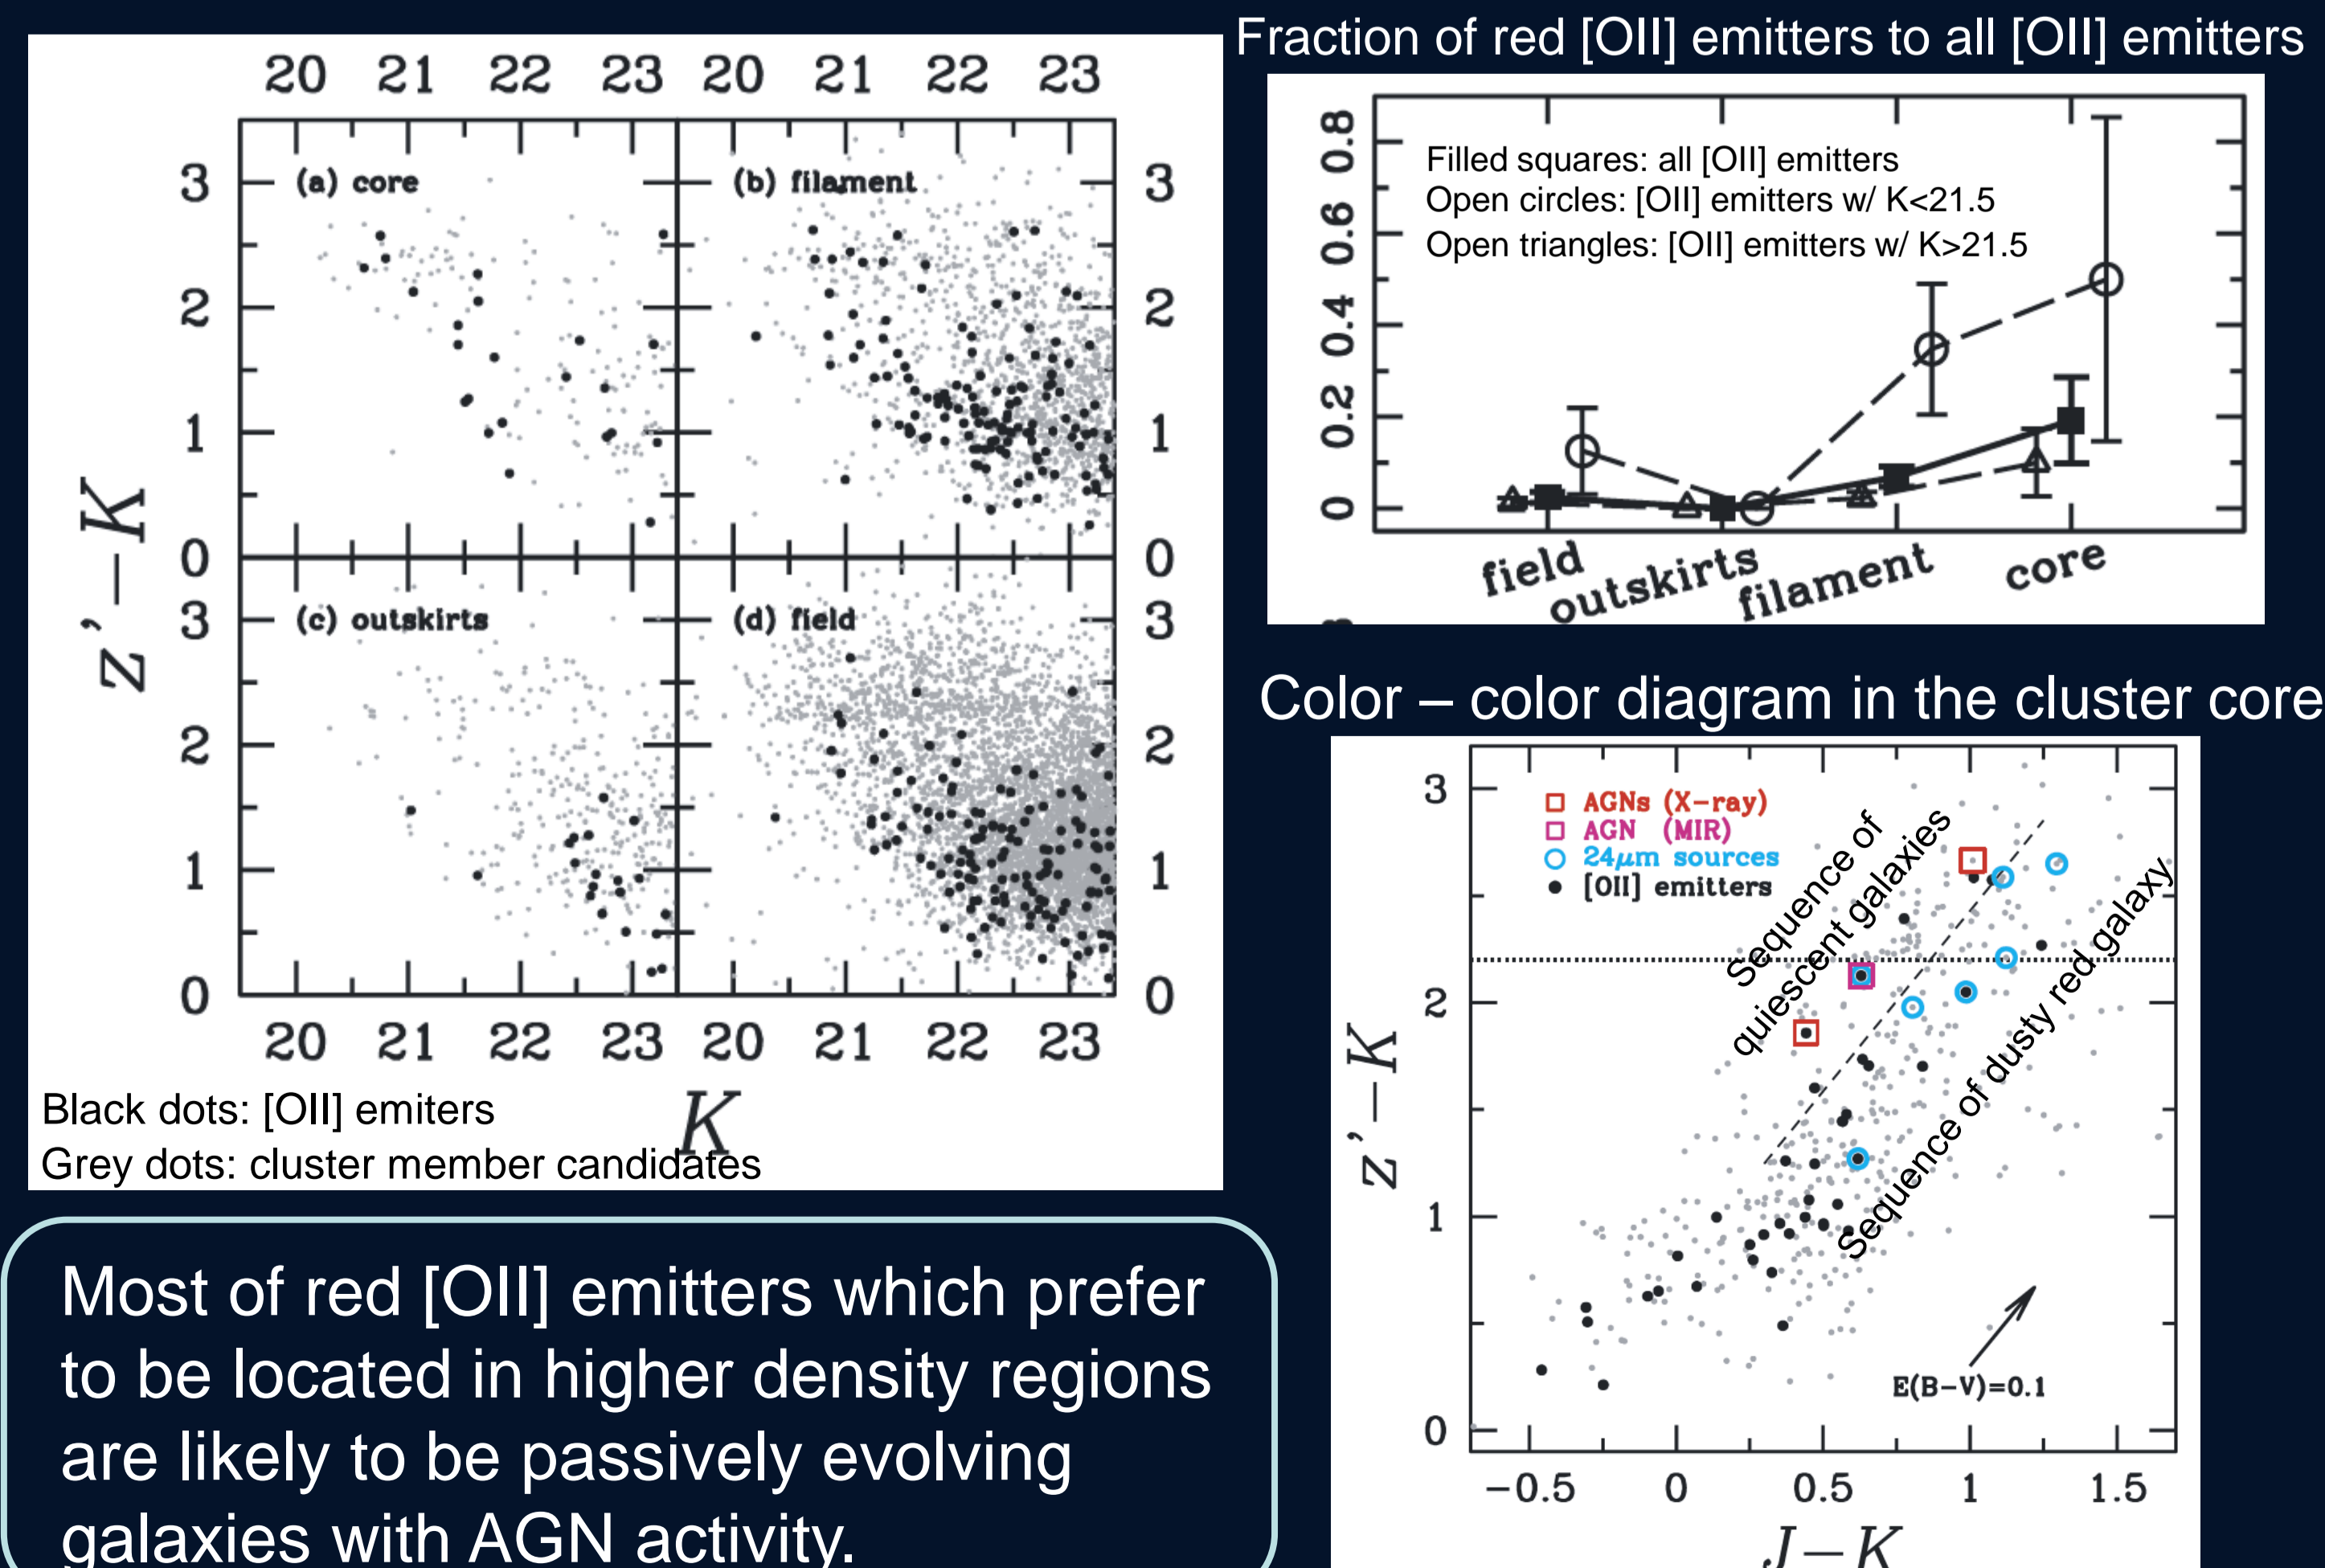 20 21 22 23 20 21 22 23
3 (a) core (b) filament 3
2 2
1 1
0 0
3 (c) outskirts (d) field 3
2 2
1 1
0 0
20 21 22 23 20 21 22 23
z'−K
K
Black dots: [OII] emiters
Grey dots: cluster member candidates
Most of red [OII] emitters which prefer
to be located in higher density regions
are likely to be passively evolving
galaxies with AGN activity.
Fraction of red [OII] emitters to all [OII] emitters
0.8
0.6
0.4
0.2
0
Filled squares: all [OII] emitters
Open circles: [OII] emitters w/ K<21.5
Open triangles: [OII] emitters w/ K>21.5
field outskirts filament core
Color – color diagram in the cluster core
3
2
1
0
z'−K
AGNs (X−ray)
AGN (MIR)
24μm sources
[OII] emitters
Sequence of
quiescent galaxies
Sequence of dusty red galaxy
E(B−V)=0.1
−0.5 0 0.5 1 1.5
J−K